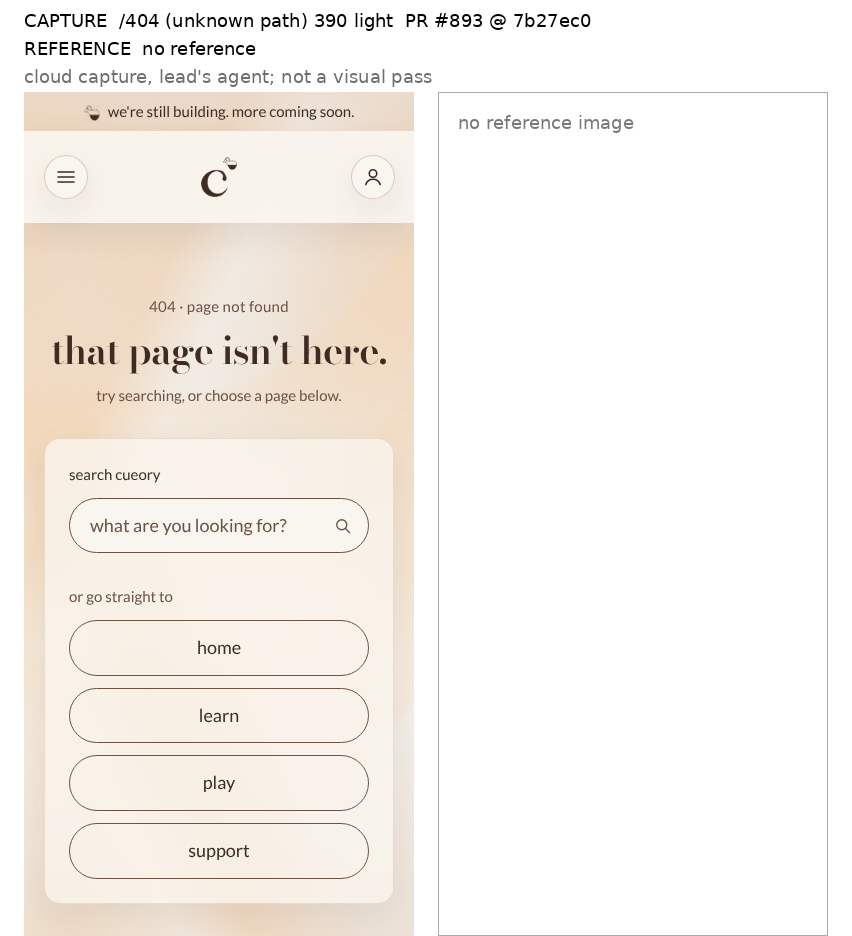 CAPTURE /404 (unknown path) 390 light PR #893 @ 7b27ec0
REFERENCE no reference
cloud capture, lead's agent; not a visual pass
we're still building. more coming soon.
no reference image
c
404 · page not found
that page isn't here.
try searching, or choose a page below.
search cueory
what are you looking for?
or go straight to
home
learn
play
support